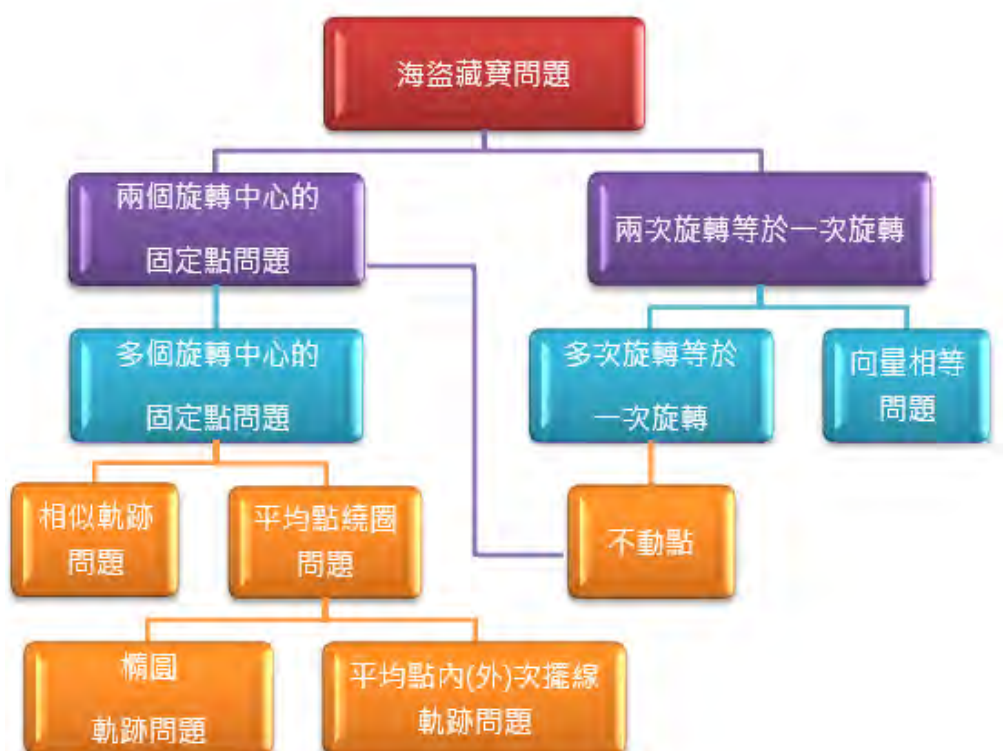 海盜藏寶問題
兩個旋轉中心的
固定點問題
兩次旋轉等於一次旋轉
多個旋轉中心的
固定點問題
多次旋轉等於
一次旋轉
向量相等
問題
相似軌跡
問題
平均點繞圈
問題
不動點
橢圓
軌跡問題
平均點內(外)次擺線
軌跡問題